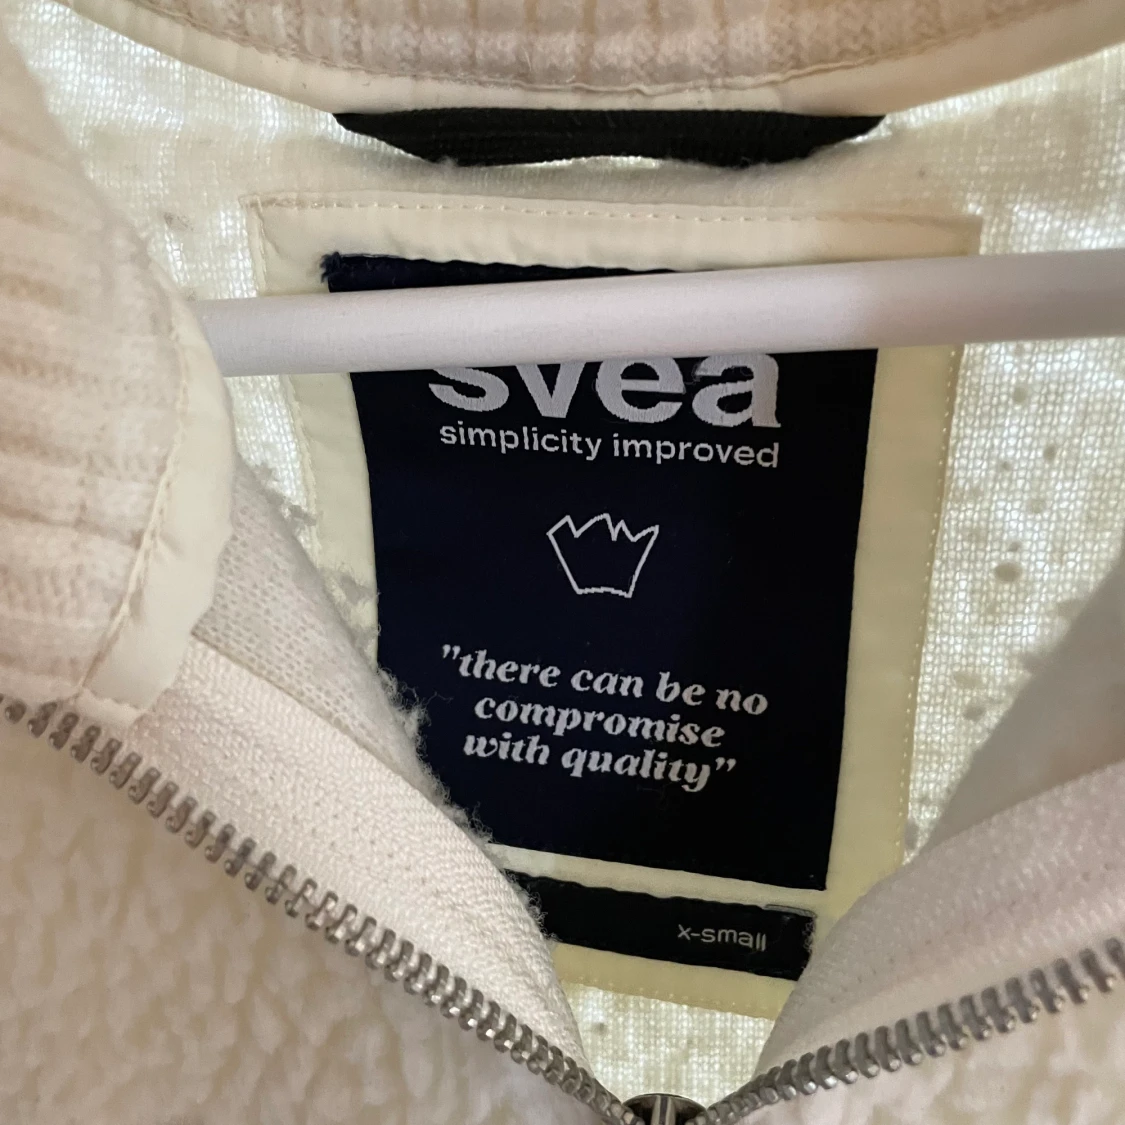 svea
simplicity improved
"there can be no
compromise
with quality"
x-small